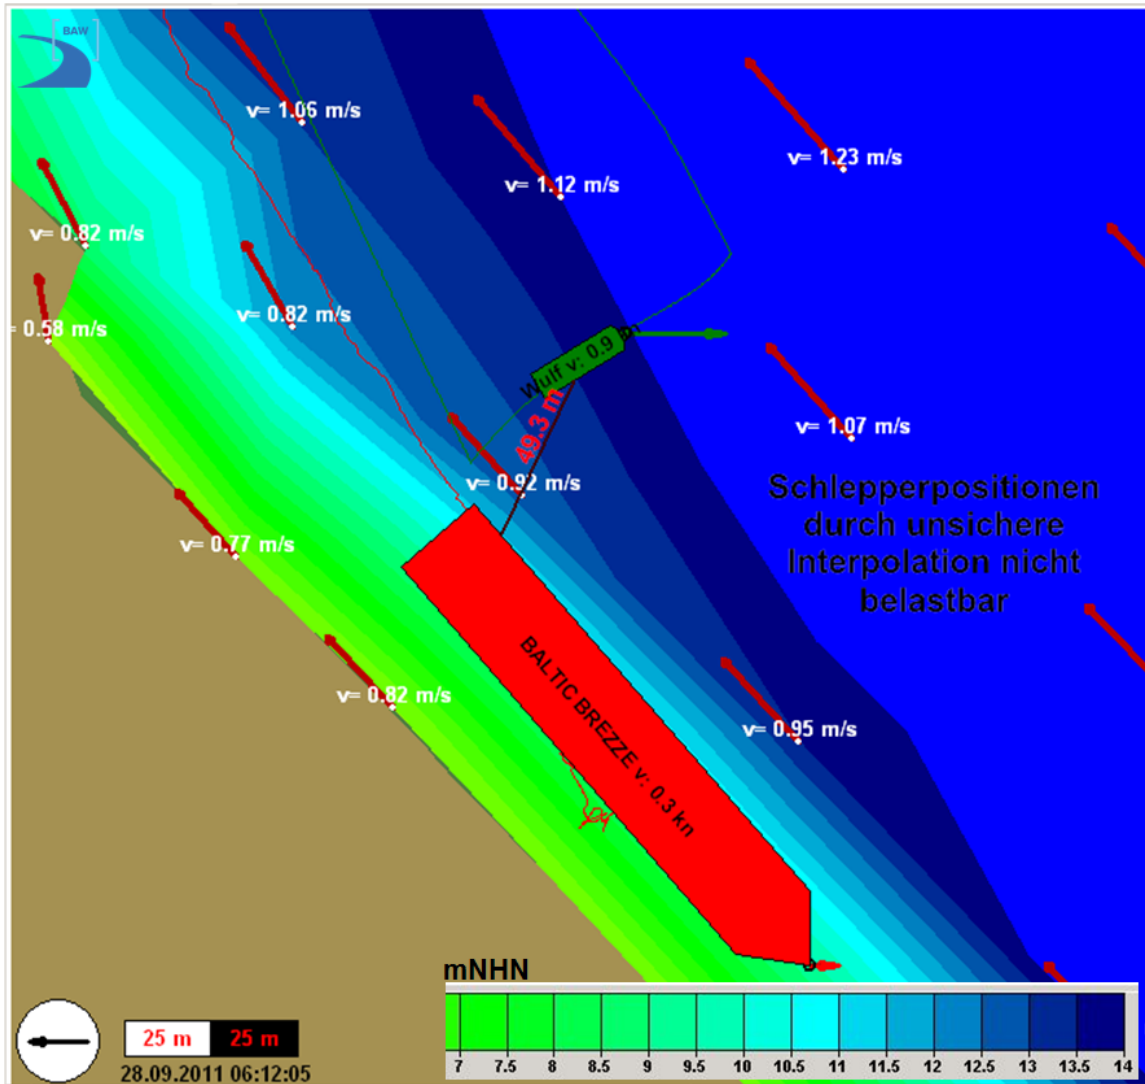 BAW
v= 1.06 m/s
v= 1.23 m/s
v= 1.12 m/s
v= 0.82 m/s
v= 0.82 m/s
0.58 m/s
Wulf v: 0.9
49.3 m
v= 1.07 m/s
v= 0.92 m/s
Schlepperpositionen
durch unsichere
Interpolation nicht
belastbar
v= 0.77 m/s
v= 0.82 m/s
BALTIC BREZZE v: 0.3 kn
v= 0.95 m/s
mNHN
25 m 25 m
28.09.2011 06:12:05
7 7.5 8 8.5 9 9.5 10 10.5 11 11.5 12 12.5 13 13.5 14